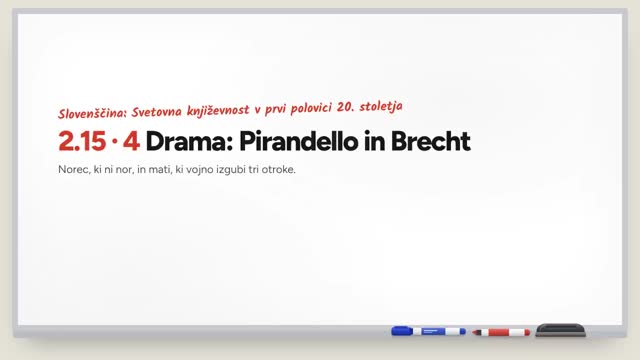 Slovenščina: Svetovna književnost v prvi polovici 20. stoletja
2.15 · 4 Drama: Pirandello in Brecht
Norec, ki ni nor, in mati, ki vojno izgubi tri otroke.